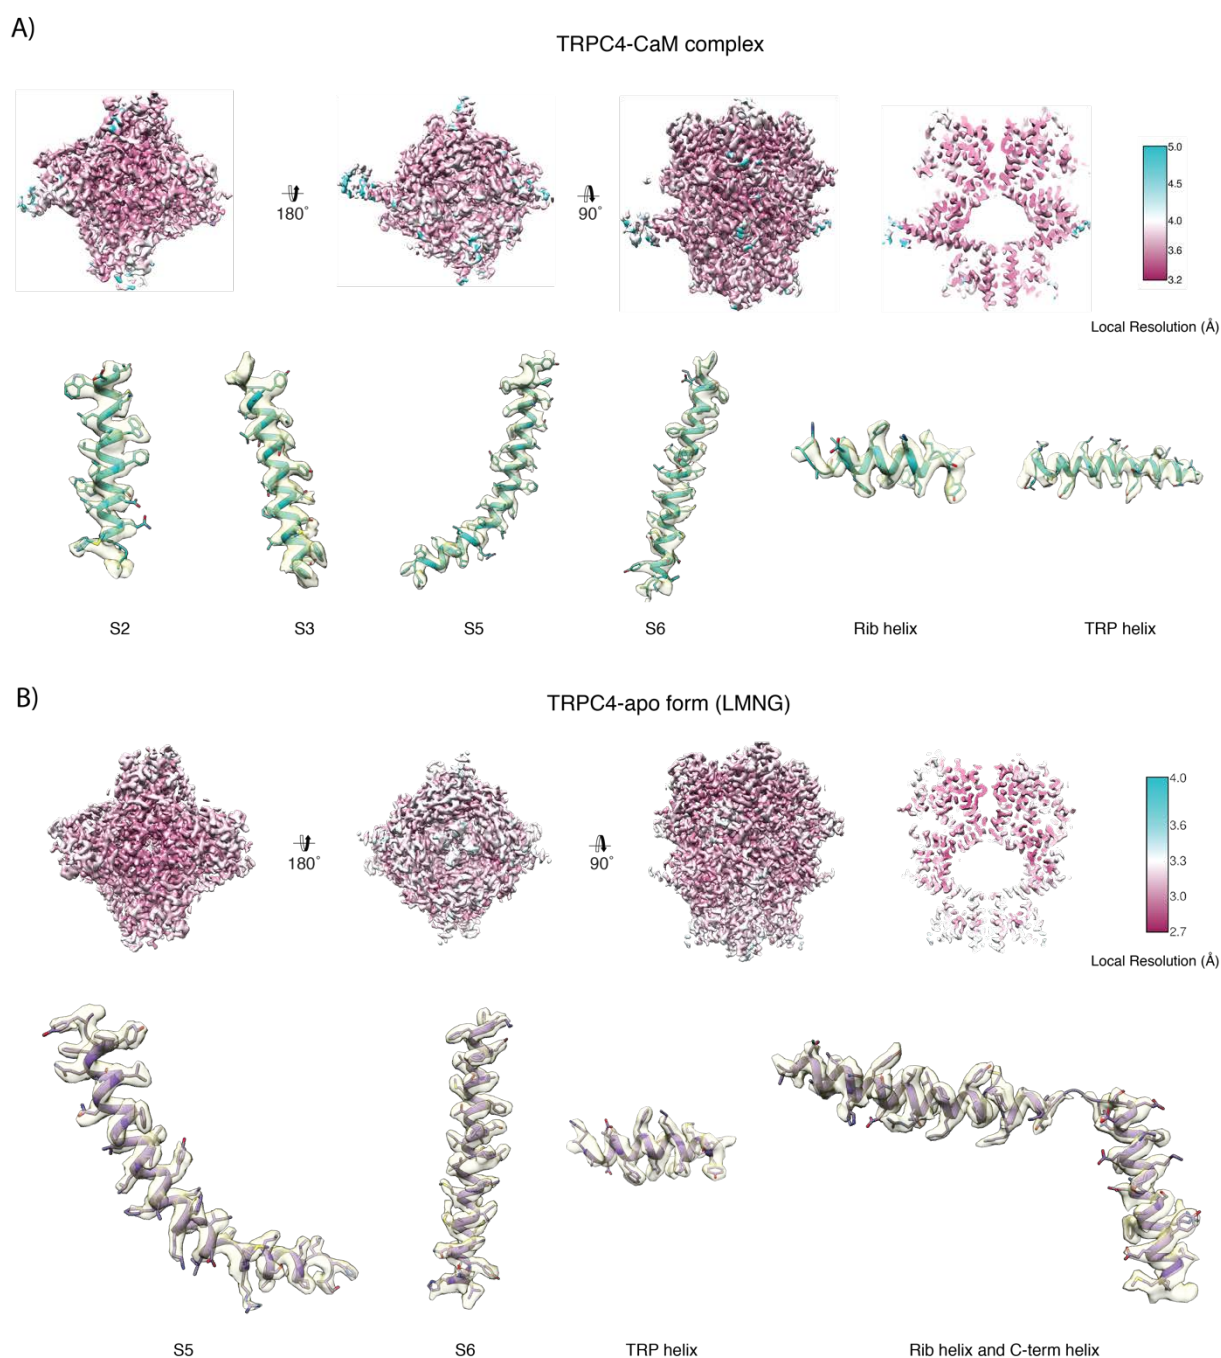 A)
TRPC4-CaM complex
180°
90°
5.0
4.5
4.0
3.6
3.2
Local Resolution (Å)
S2
S3
S5
S6
Rib helix
TRP helix
B)
TRPC4-apo form (LMNG)
180°
90°
4.0
3.6
3.3
3.0
2.7
Local Resolution (Å)
S5
S6
TRP helix
Rib helix and C-term helix